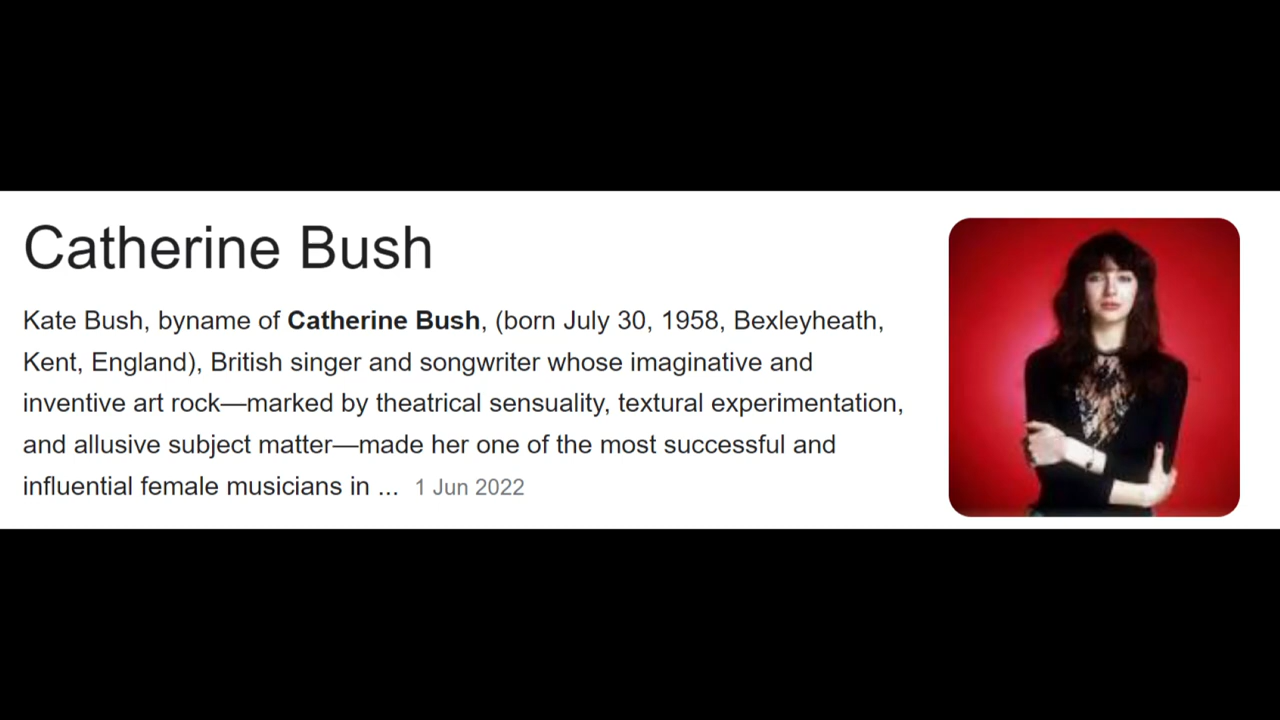 Catherine Bush
Kate Bush, byname of Catherine Bush, (born July 30, 1958, Bexleyheath,
Kent, England), British singer and songwriter whose imaginative and
inventive art rock—marked by theatrical sensuality, textural experimentation,
and allusive subject matter—made her one of the most successful and
influential female musicians in ... 1 Jun 2022